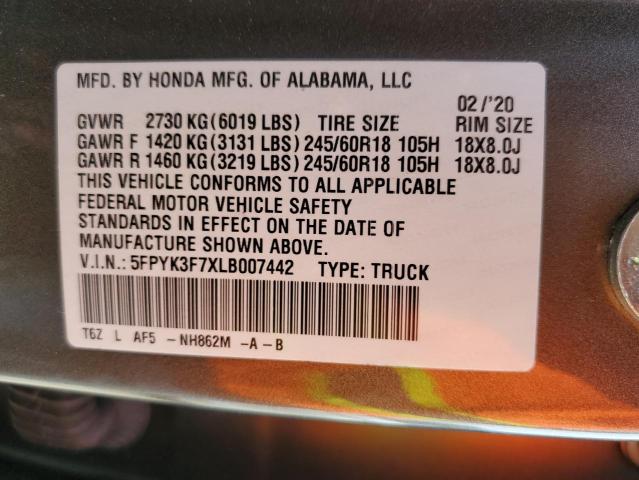 MFD. BY HONDA MFG. OF ALABAMA, LLC
02/'20
GVWR 2730 KG(6019 LBS) TIRE SIZE RIM SIZE
GAWR F 1420 KG(3131 LBS) 245/60R18 105H 18X8.0J
GAWR R 1460 KG(3219 LBS) 245/60R18 105H 18X8.0J
THIS VEHICLE CONFORMS TO ALL APPLICABLE
FEDERAL MOTOR VEHICLE SAFETY
STANDARDS IN EFFECT ON THE DATE OF
MANUFACTURE SHOWN ABOVE.
V.I.N.: 5FPYK3F7XLB007442 TYPE: TRUCK
T6Z L AF5 -NH862M -A-B